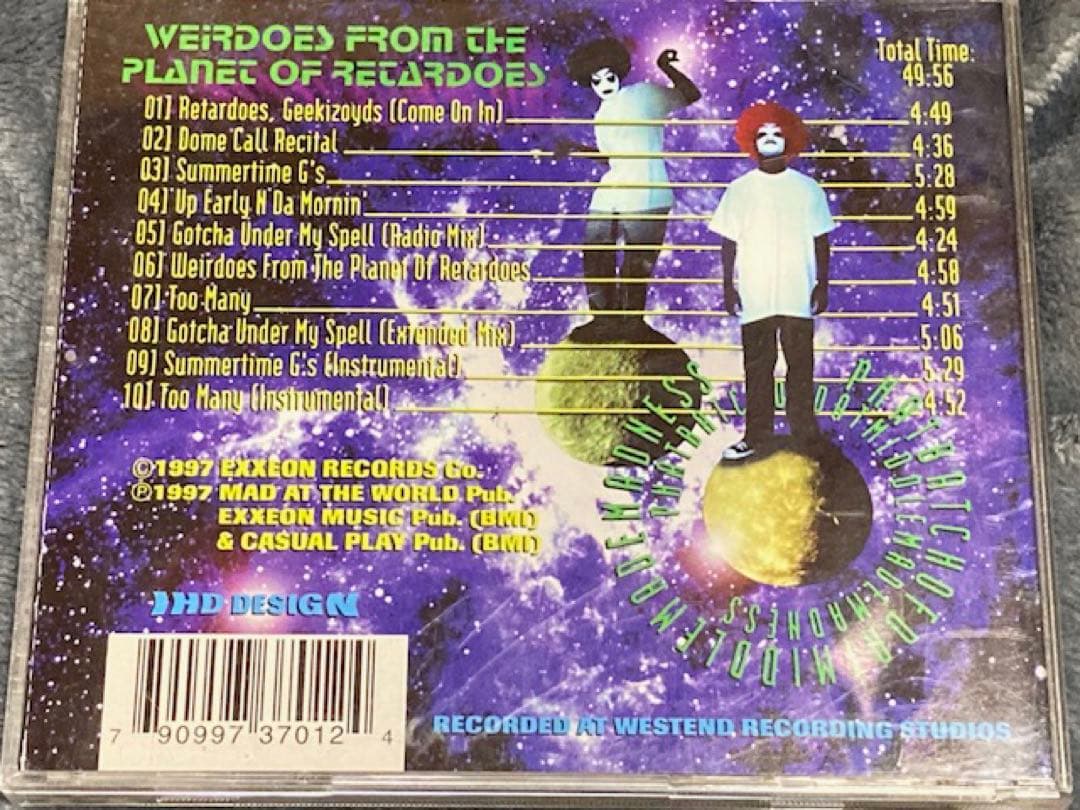 WEIRDOES FROM THE
PLANET OF RETARDOES
Total Time:
49:56
01] Retardoes, Geekizoyds (Come On In) 4:49
02] Dome Call Recital 4:36
03] Summertime G's 5:28
04] Up Early N Da Mornin' 4:59
05] Gotcha Under My Spell (Radio Mix) 4:24
06] Weirdoes From The Planet Of Retardoes 4:58
07] Too Many 4:51
08] Gotcha Under My Spell (Extended Mix) 5:06
09] Summertime G's (Instrumental) 5:29
10] Too Many (Instrumental) 4:52
©1997 EXXEON RECORDS Co.
℗1997 MAD AT THE WORLD Pub.
EXXEON MUSIC Pub. (BMI)
& CASUAL PLAY Pub. (BMI)
JHD DESIGN
MIDDLEMADEMADNESS
7 90997 37012 4
RECORDED AT WESTEND RECORDING STUDIOS